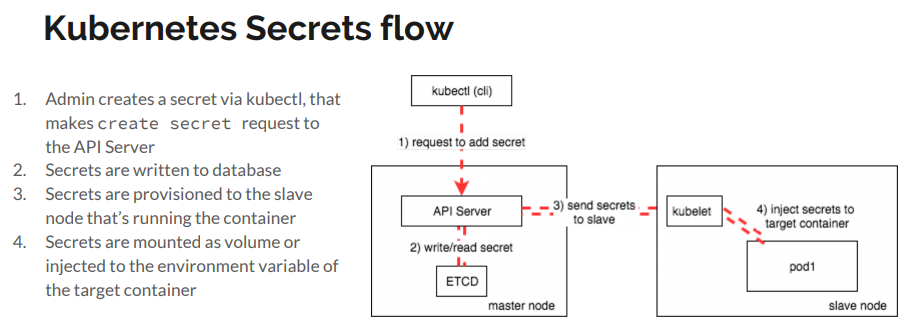 Kubernetes Secrets flow
1. Admin creates a secret via kubectl, that
makes create secret request to
the API Server
2. Secrets are written to database
3. Secrets are provisioned to the slave
node that's running the container
4. Secrets are mounted as volume or
injected to the environment variable of
the target container
kubectl (cli)
1) request to add secret
API Server
2) write/read secret
ETCD
master node
3) send secrets
to slave
kubelet
4) inject secrets to
target container
pod1
slave node